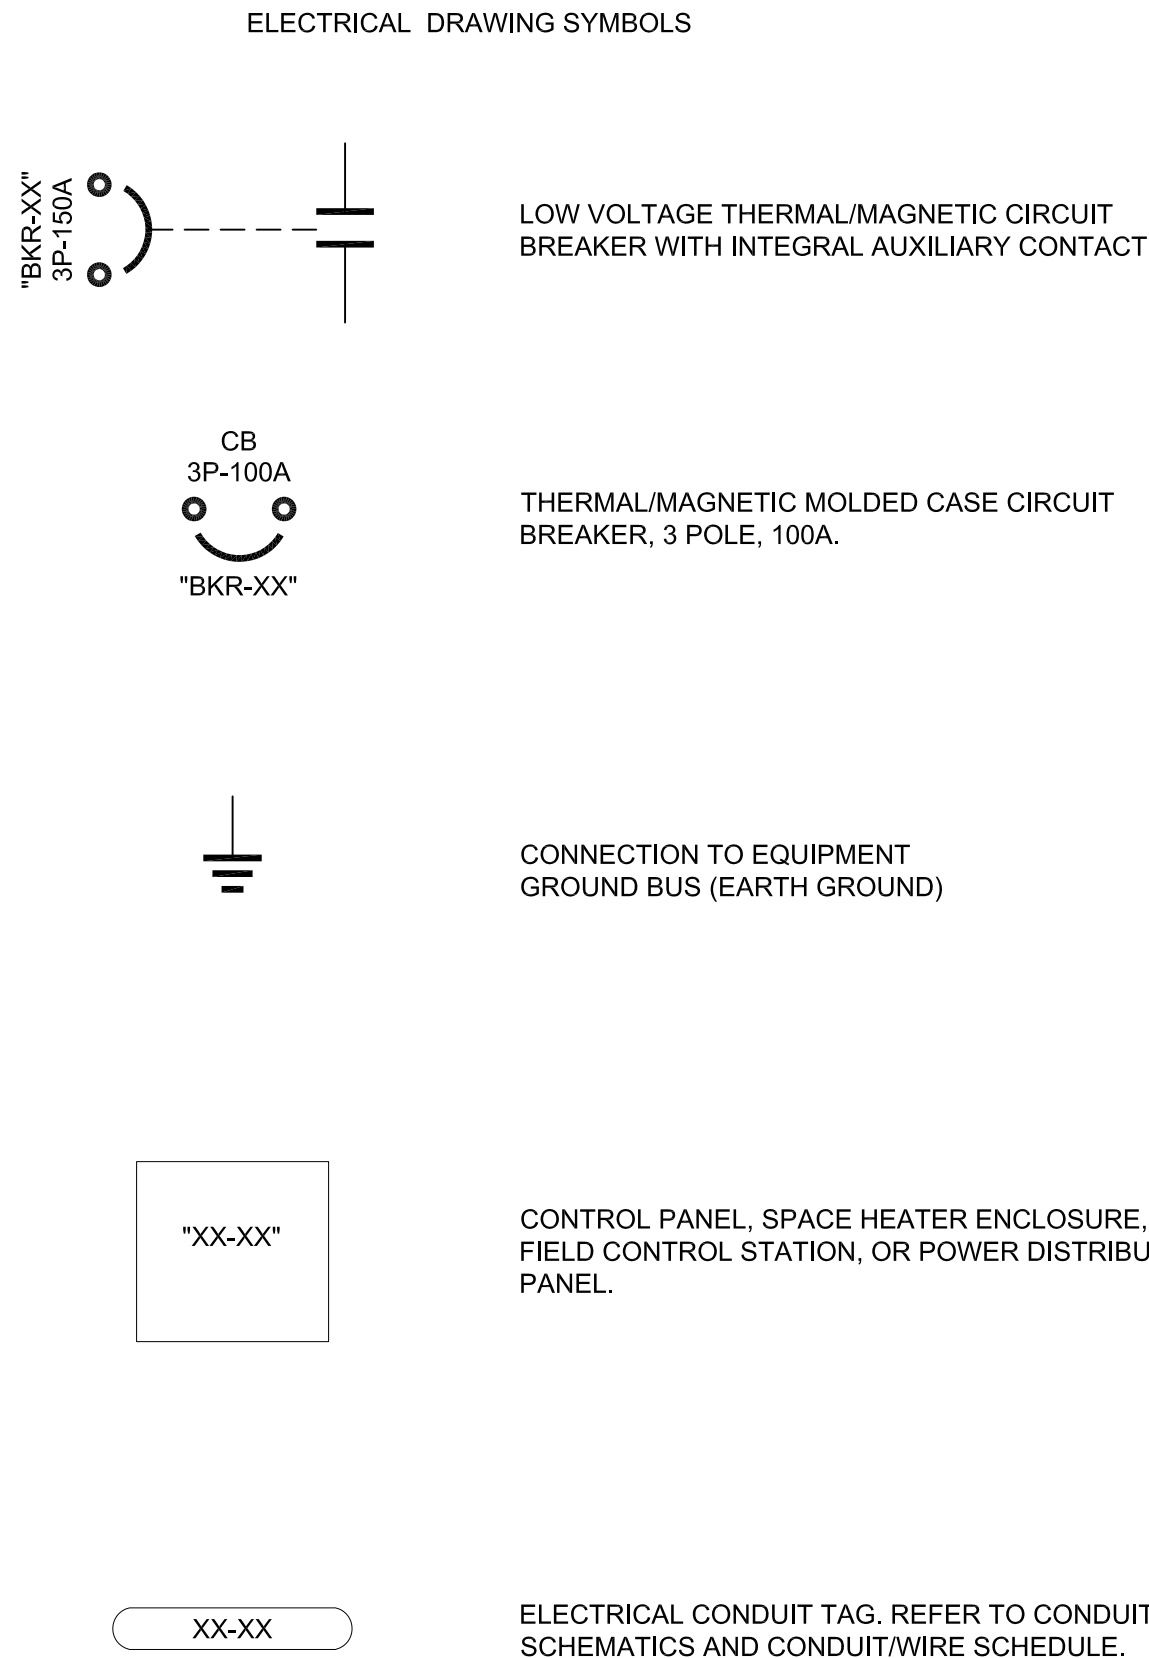 ELECTRICAL DRAWING SYMBOLS
"BKR-XX"
3P-150A
LOW VOLTAGE THERMAL/MAGNETIC CIRCUIT
BREAKER WITH INTEGRAL AUXILIARY CONTACT
CB
3P-100A
"BKR-XX"
THERMAL/MAGNETIC MOLDED CASE CIRCUIT
BREAKER, 3 POLE, 100A.
CONNECTION TO EQUIPMENT
GROUND BUS (EARTH GROUND)
"XX-XX"
CONTROL PANEL, SPACE HEATER ENCLOSURE,
FIELD CONTROL STATION, OR POWER DISTRIBU
PANEL.
XX-XX
ELECTRICAL CONDUIT TAG. REFER TO CONDUIT
SCHEMATICS AND CONDUIT/WIRE SCHEDULE.